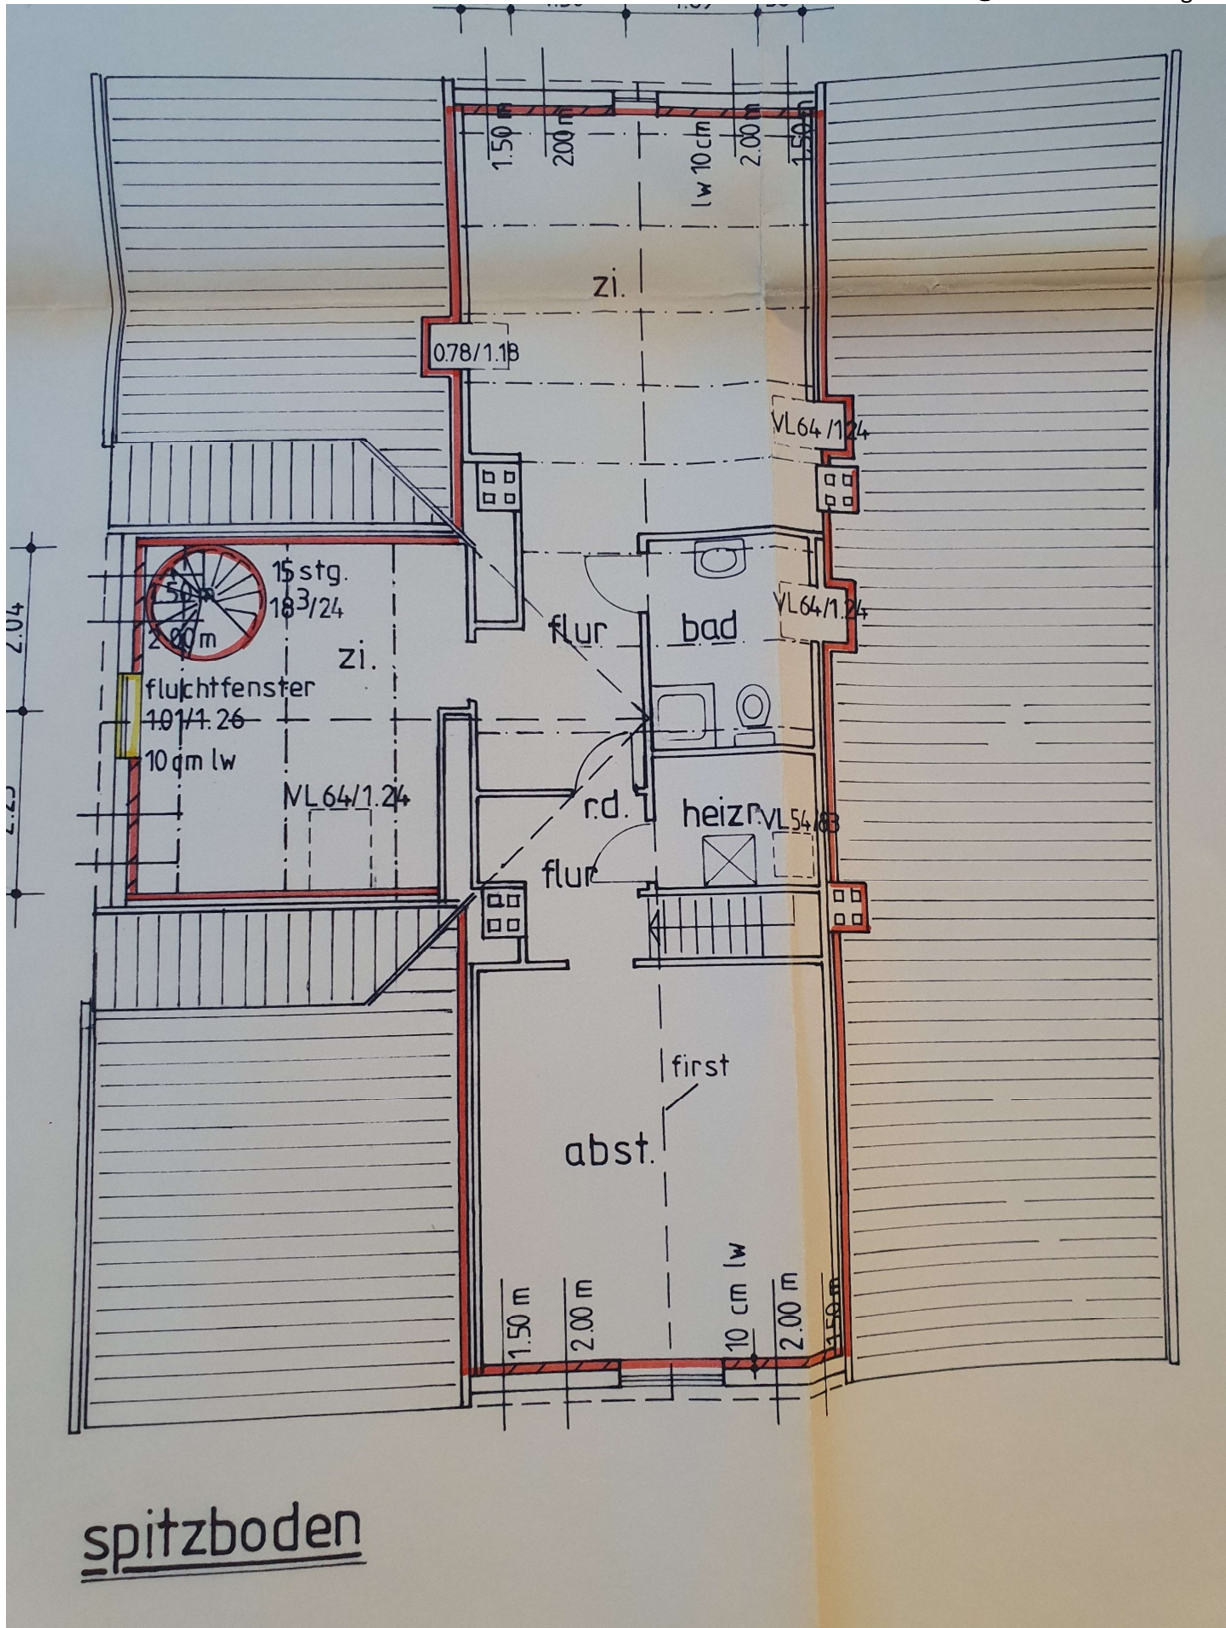 1.50 m
2.00 m
lw 10 cm
2.00 m
1.50 m
zi.
0.78/1.18
VL64/1.24
15 stg.
18³/24
2.00 m
zi.
flur
bad
VL64/1.24
fluchtfenster
1.01/1.26
10 cm lw
VL64/1.24
r.d.
heizr.
VL54/83
flur
first
abst.
1.50 m
2.00 m
10 cm lw
2.00 m
1.50 m
2.04
spitzboden